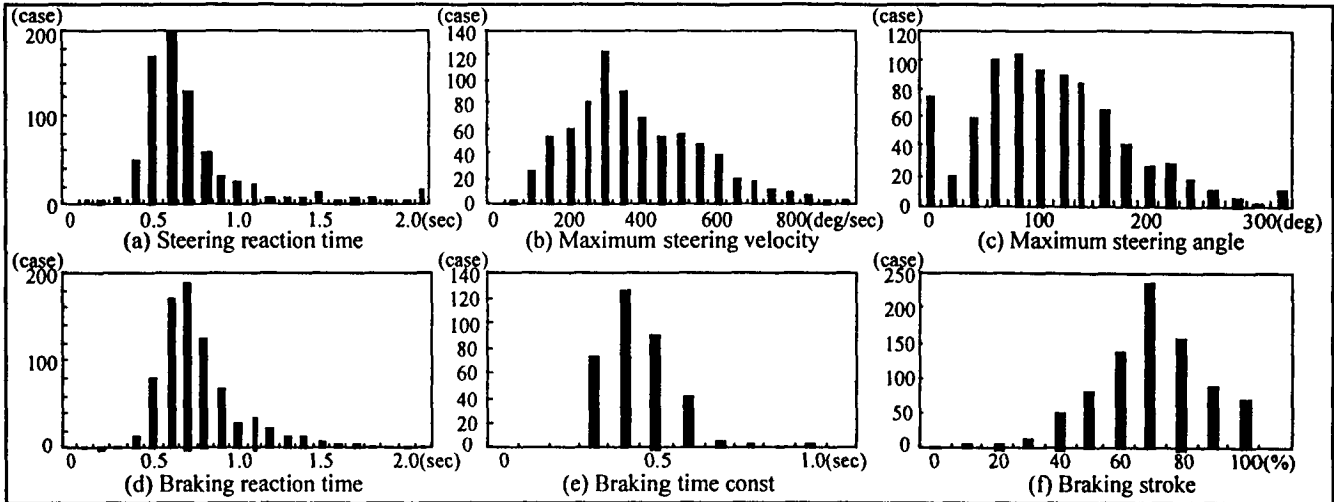 (case)
200
100
0
0 0.5 1.0 1.5 2.0(sec)
(a) Steering reaction time
(case)
140
120
100
80
60
40
20
0
200 400 600 800(deg/sec)
(b) Maximum steering velocity
(case)
120
100
80
60
40
20
0
0 100 200 300(deg)
(c) Maximum steering angle
(case)
200
100
0
0 0.5 1.0 1.5 2.0(sec)
(d) Braking reaction time
(case)
140
120
100
80
60
40
20
0
0 0.5 1.0(sec)
(e) Braking time const
(case)
250
200
150
100
50
0
0 20 40 60 80 100(%)
(f) Braking stroke